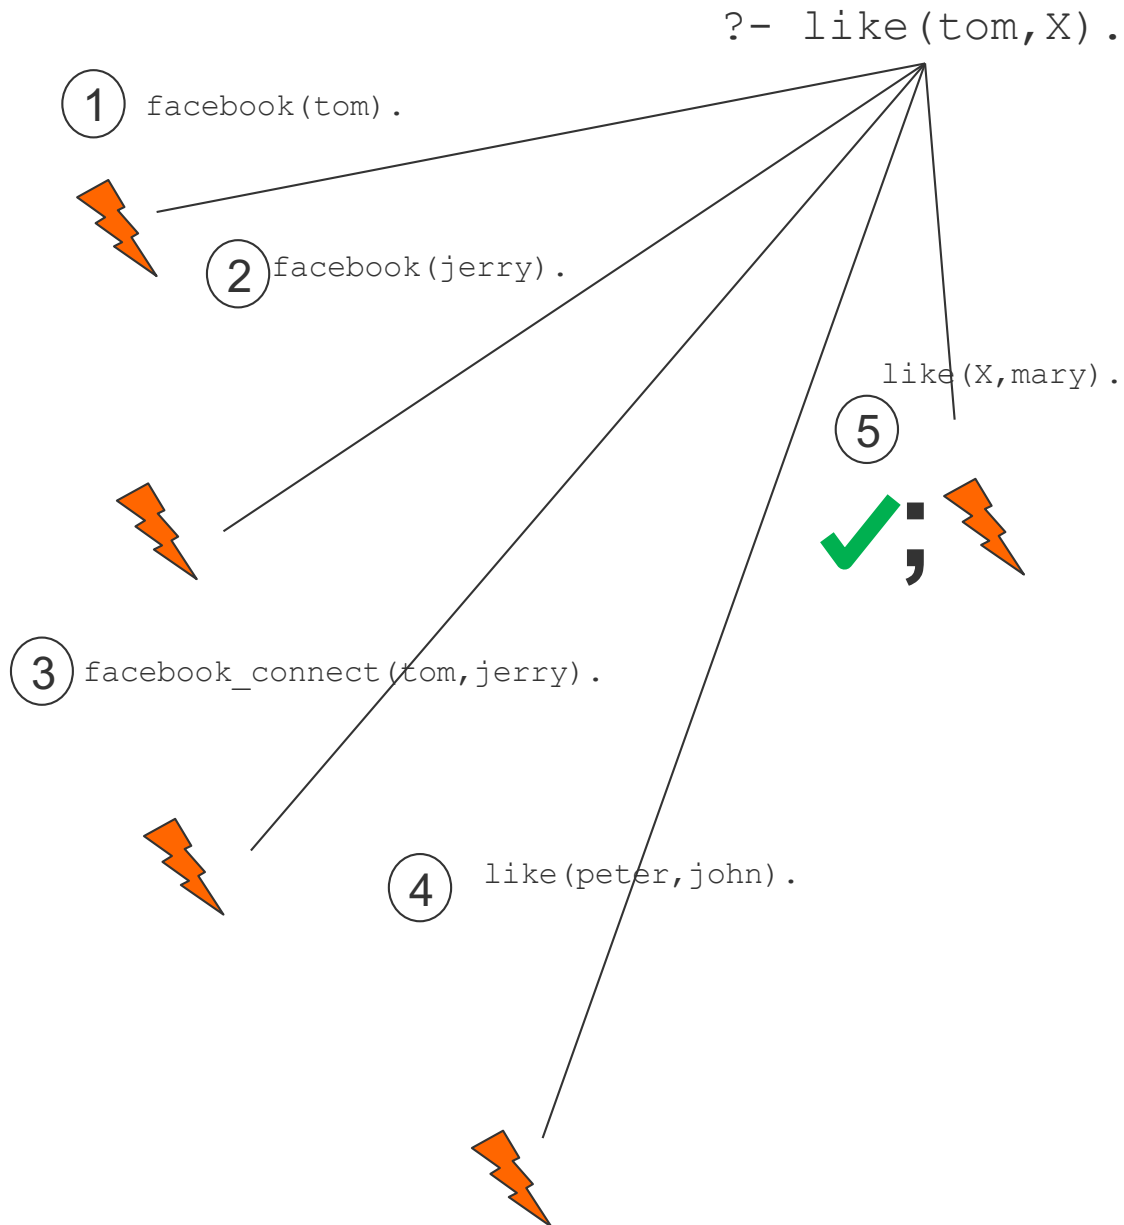 ?- like(tom,X).
1 facebook(tom).
2 facebook(jerry).
like(X,mary).
5
;
3 facebook_connect(tom,jerry).
4 like(peter,john).